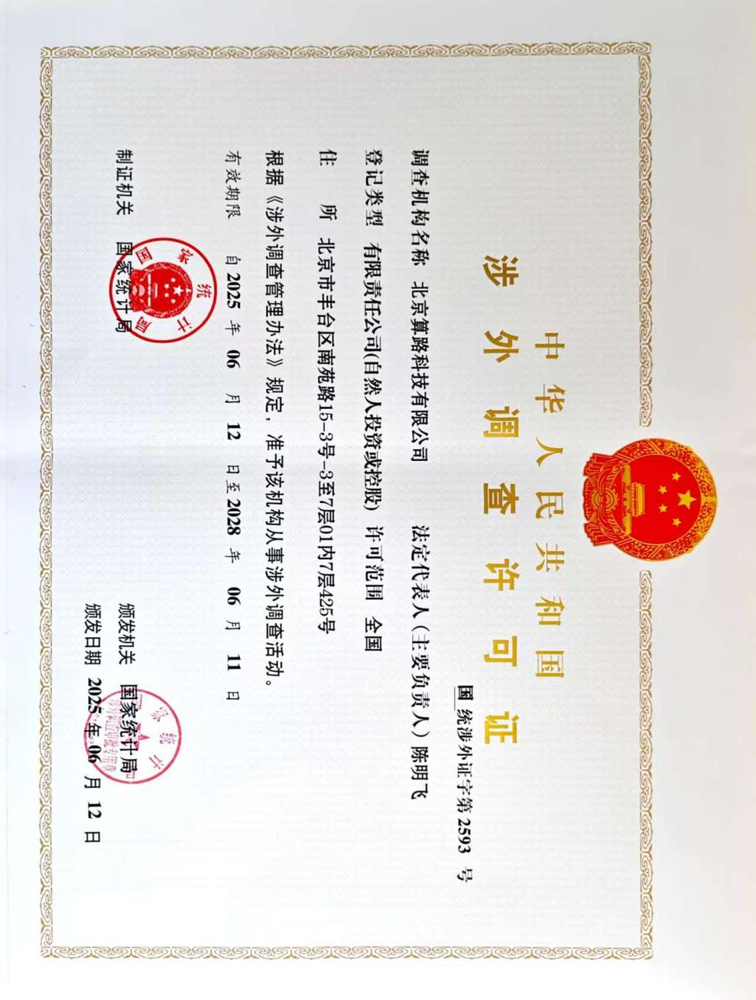 中华人民共和国
涉外调查许可证
国统涉外证字第 2593 号
调查机构名称 北京算路科技有限公司 法定代表人(主要负责人) 陈明飞
登记类型 有限责任公司(自然人投资或控股) 许可范围 全国
住 所 北京市丰台区南苑路15-3号-3至7层01内7层425号
根据《涉外调查管理办法》规定，准予该机构从事涉外调查活动。
有效期限 自 2025 年 06 月 12 日至 2028 年 06 月 11 日
制证机关 国家统计局
国家统计局
颁发机关 国家统计局
颁发日期 2025 年 06 月 12 日